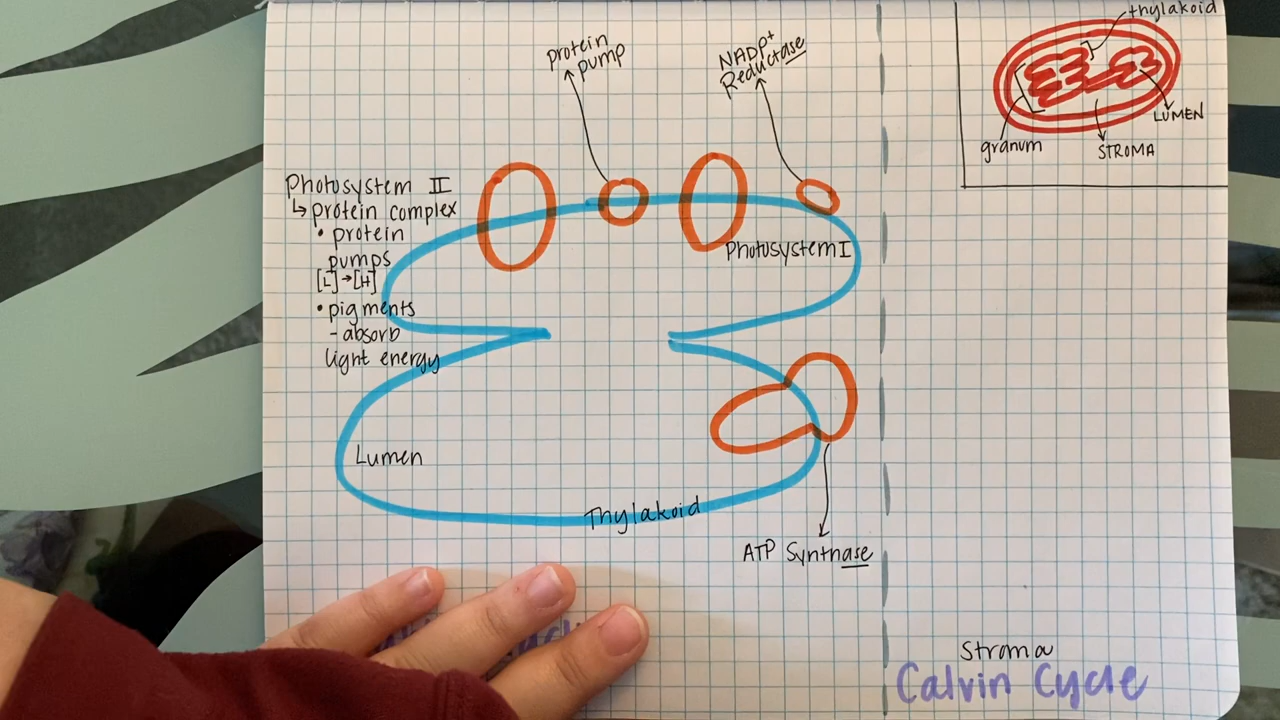 protein
pump
NADP+
Reductase
thylakoid
LUMEN
granum
STROMA
Photosystem II
↳ protein complex
• protein
pumps
[L]→[H]
• pigments
- absorb
light energy
Photosystem I
Lumen
Thylakoid
ATP Synthase
Stroma
Calvin Cycle